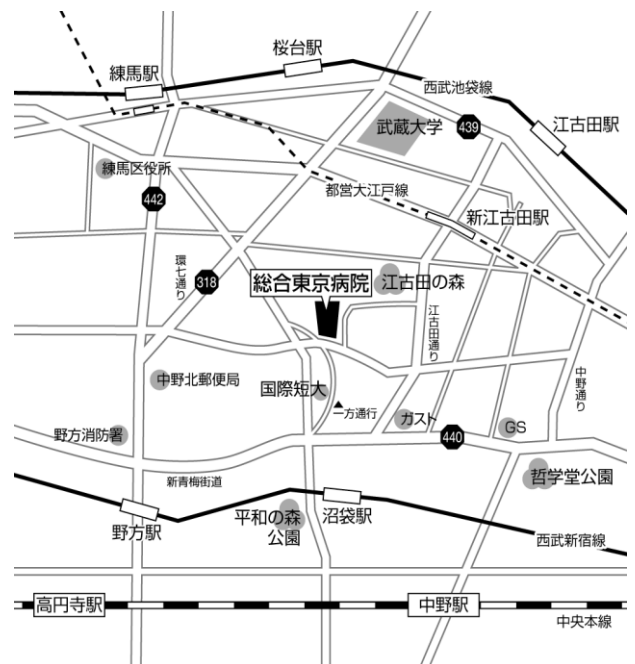 桜台駅
練馬駅
西武池袋線
武蔵大学
439
江古田駅
練馬区役所
都営大江戸線
442
新江古田駅
環七通り
318
総合東京病院
江古田の森
江古田通り
中野通り
中野北郵便局
国際短大
一方通行
ガスト
野方消防署
440
GS
新青梅街道
哲学堂公園
野方駅
平和の森
公園
沼袋駅
西武新宿線
高円寺駅
中野駅
中央本線